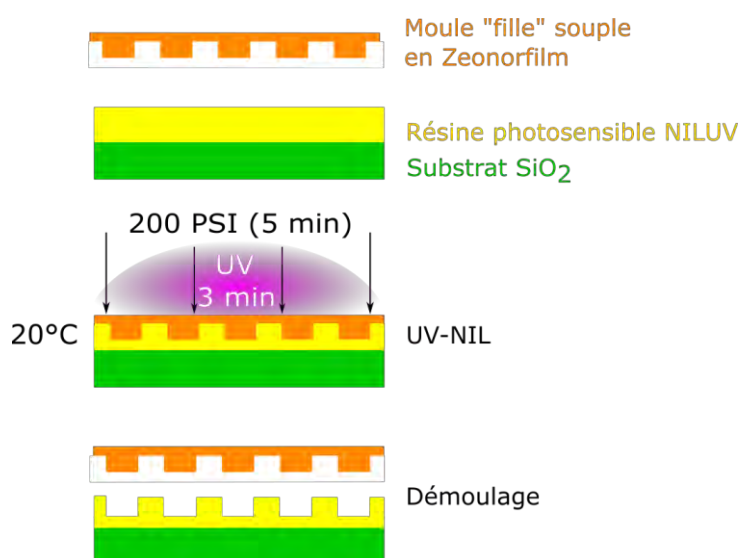 Moule "fille" souple
en Zeonorfilm
Résine photosensible NILUV
Substrat SiO₂
200 PSI (5 min)
UV
3 min
20°C
UV-NIL
Démoulage